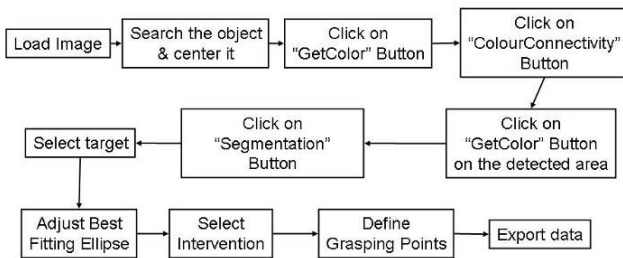 Load Image
Search the object
& center it
Click on
“GetColor” Button
Click on
“ColourConnectivity”
Button
Click on
“GetColor” Button
on the detected area
Click on
“Segmentation”
Button
Select target
Adjust Best
Fitting Ellipse
Select
Intervention
Define
Grasping Points
Export data